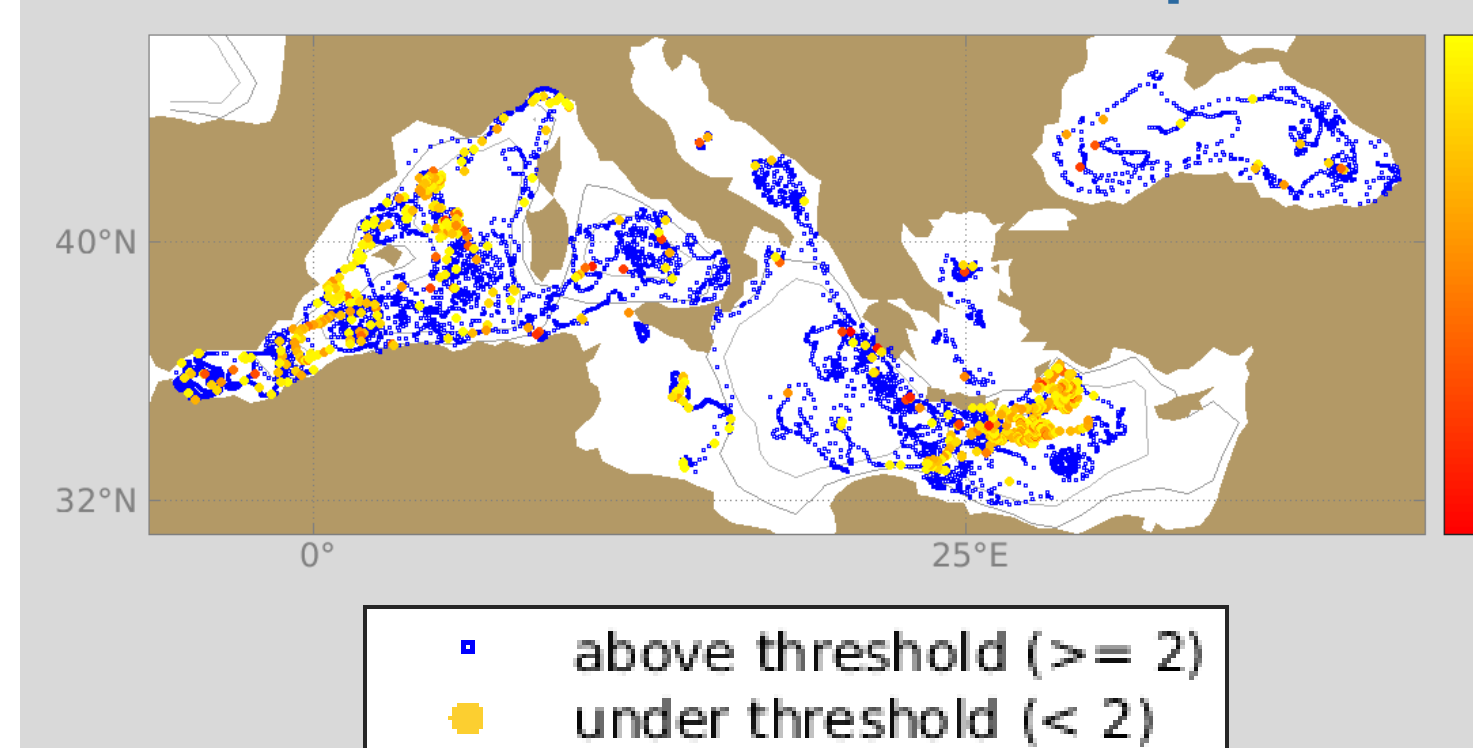 40°N
32°N
0°
25°E
above threshold (>= 2)
under threshold (< 2)